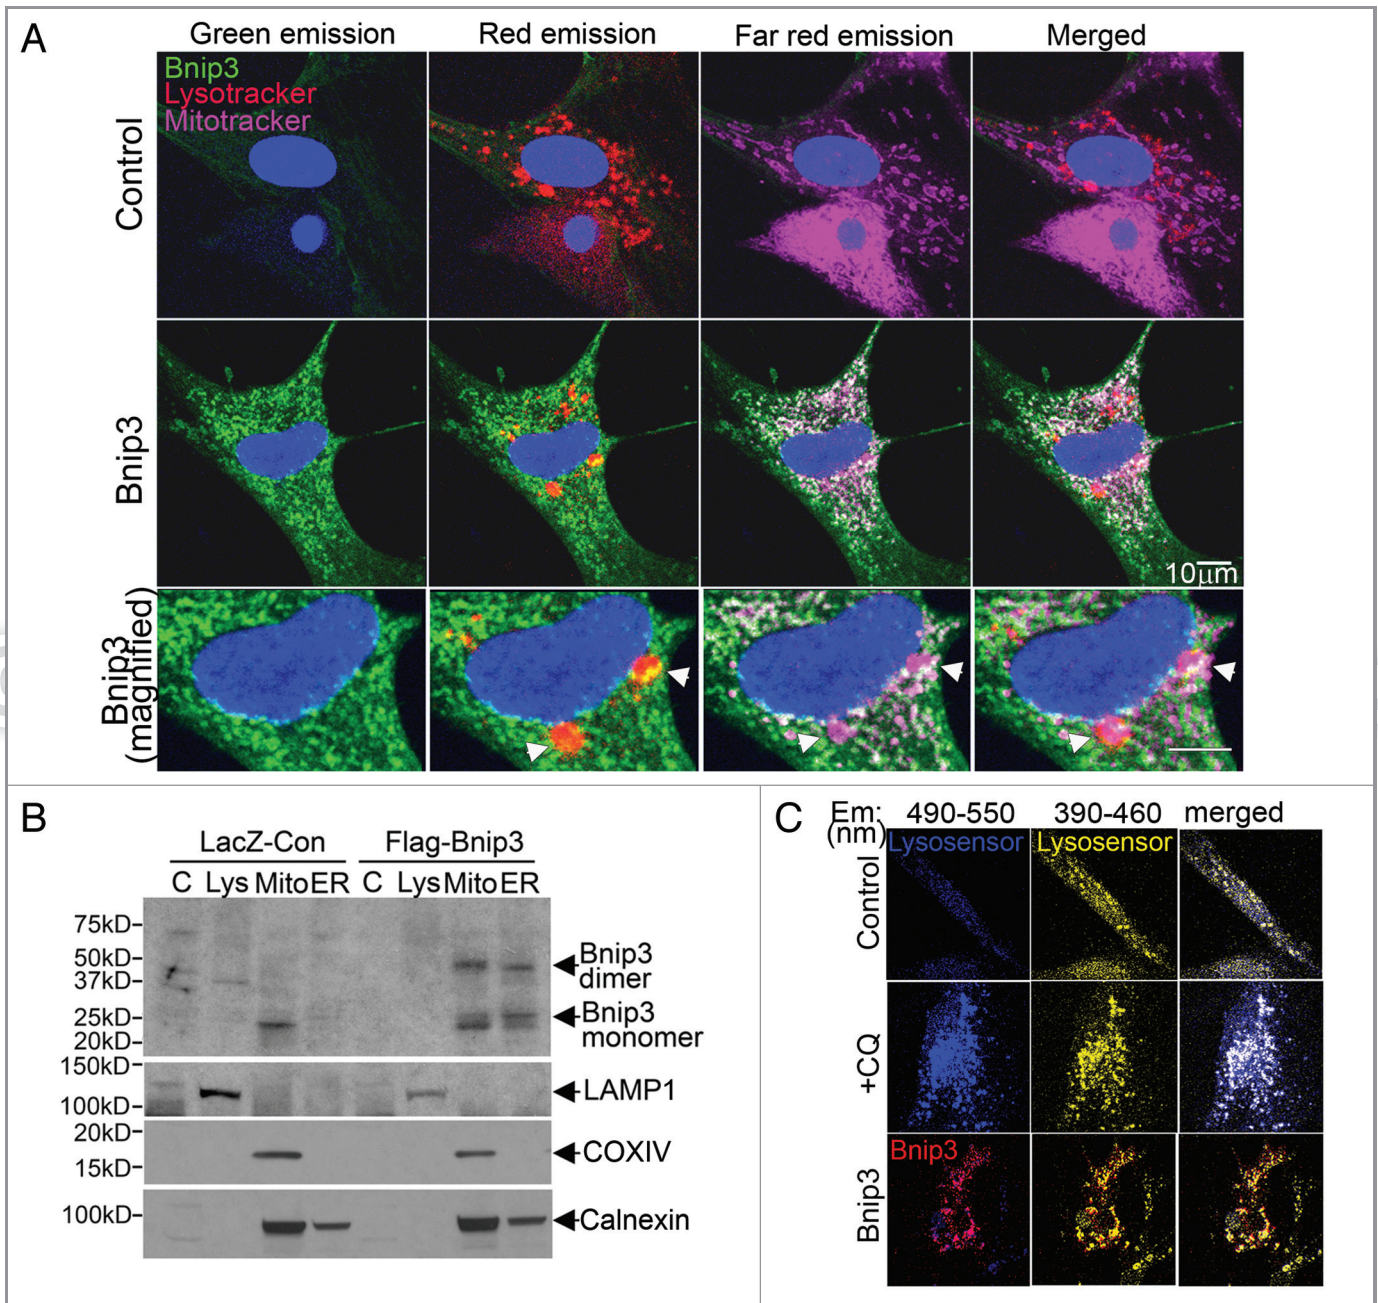 A
Green emission
Red emission
Far red emission
Merged
Bnip3
Lysotracker
Mitotracker
Control
Bnip3
10μm
Bnip3
(magnified)
B
LacZ-Con
Flag-Bnip3
C Lys Mito ER C Lys Mito ER
75kD
50kD
37kD
25kD
20kD
Bnip3
dimer
Bnip3
monomer
150kD
100kD
LAMP1
20kD
15kD
COXIV
100kD
Calnexin
C
Em:
(nm)
490-550
390-460
merged
Lysosensor
Lysosensor
Control
+CQ
Bnip3
Bnip3